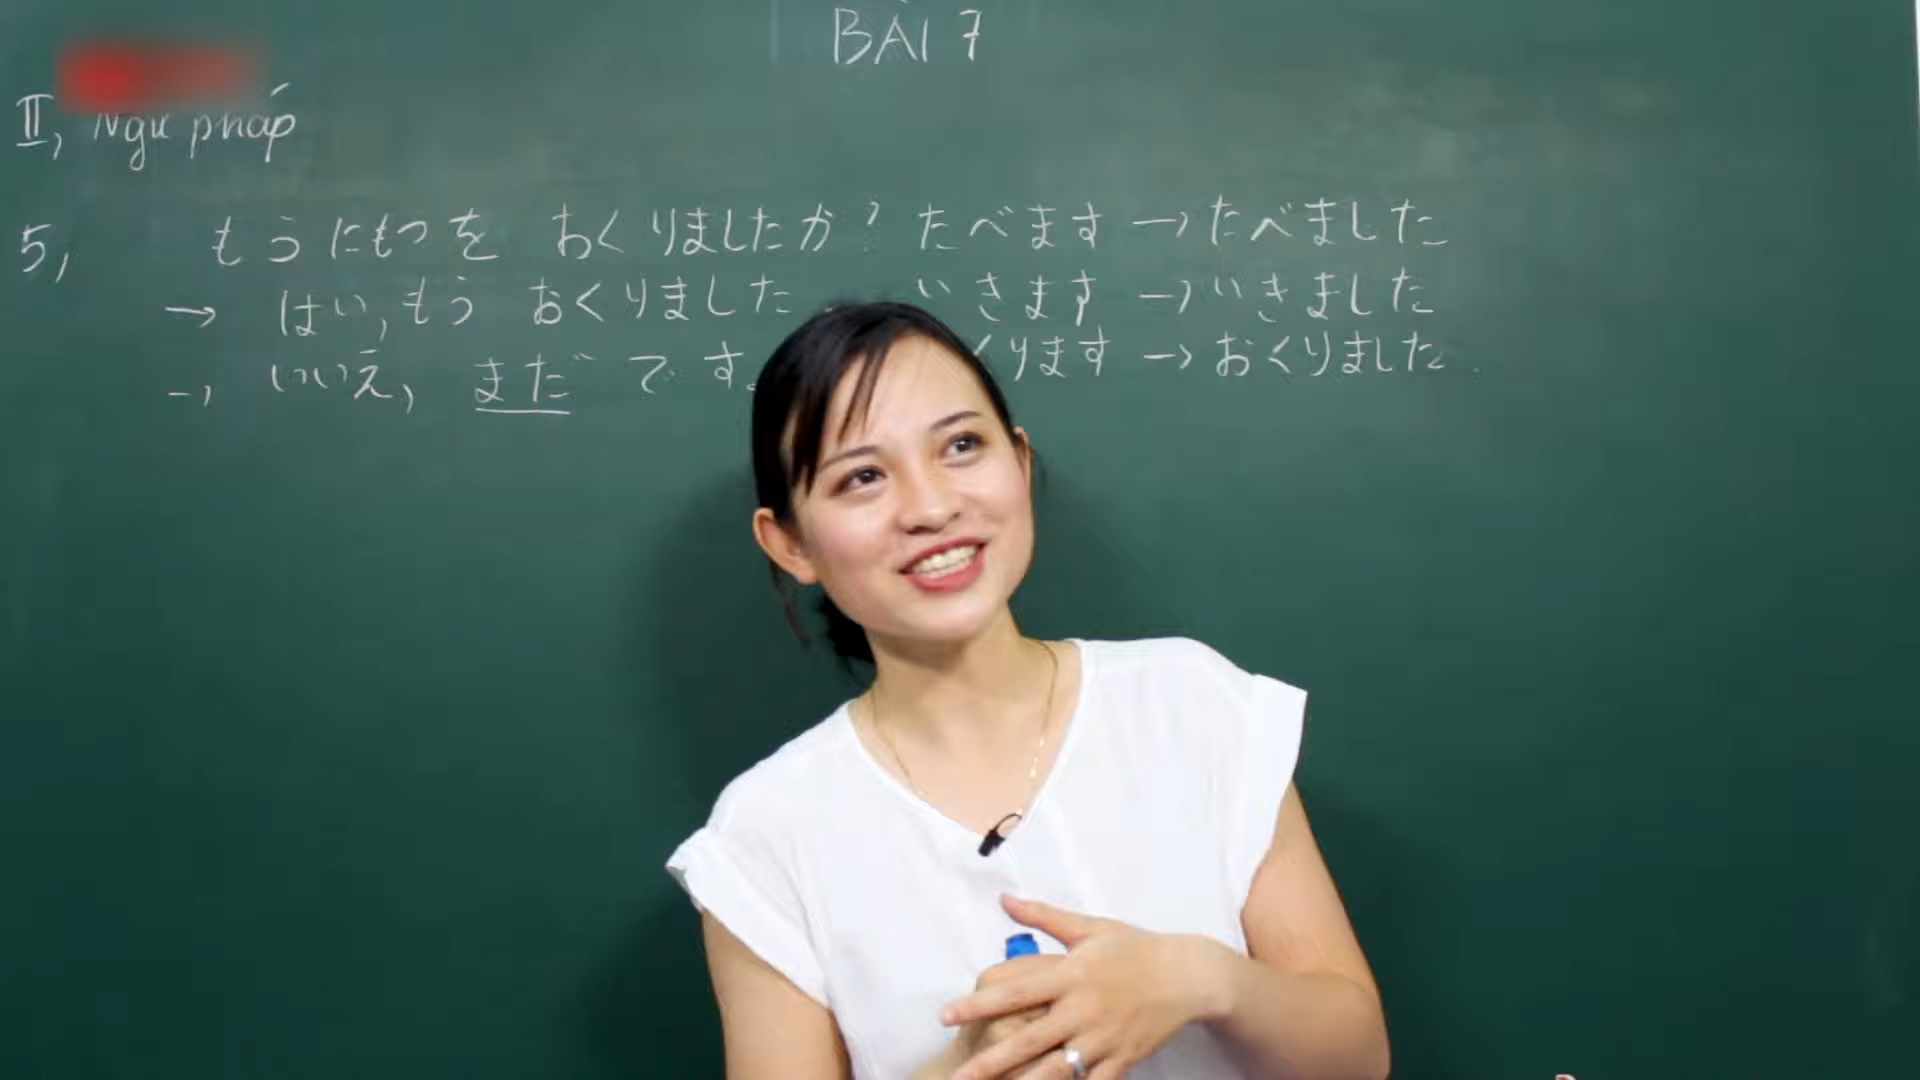 BÀI 7
II, Ngữ pháp
5, もうにもつを おくりましたか? たべます → たべました
→ はい, もう おくりました. いきます → いきました
→ いいえ, まだ です。 くります → おくりました.